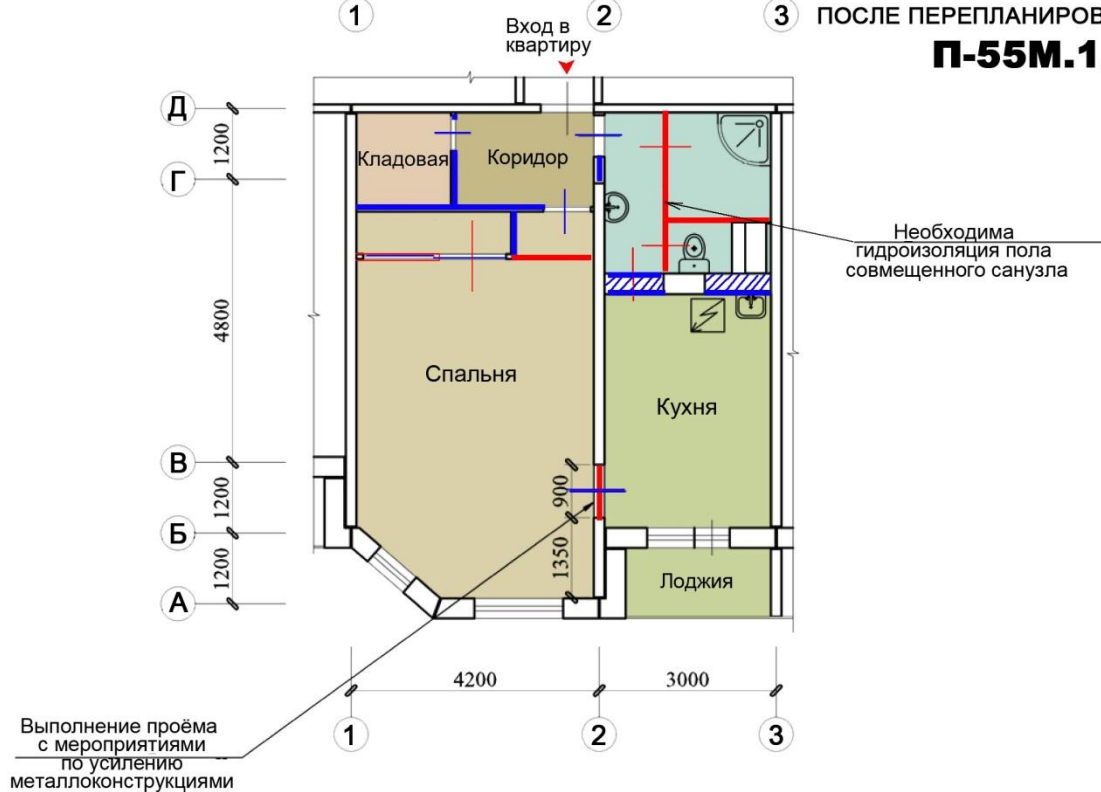 1
2
3
ПОСЛЕ ПЕРЕПЛАНИРОВ
П-55М.1
Вход в
квартиру
Д
1200
Г
4800
В
1200
Б
1200
А
Кладовая
Коридор
Необходима
гидроизоляция пола
совмещенного санузла
Спальня
Кухня
900
1350
Лоджия
4200
3000
1
2
3
Выполнение проёма
с мероприятиями
по усилению
металлоконструкциями